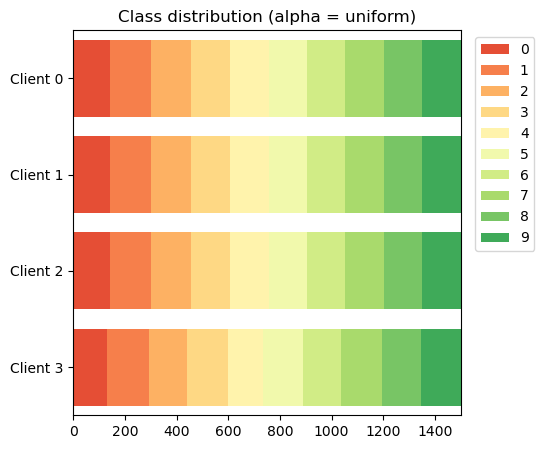 Class distribution (alpha = uniform)
Client 0
Client 1
Client 2
Client 3
0 200 400 600 800 1000 1200 1400
0
1
2
3
4
5
6
7
8
9